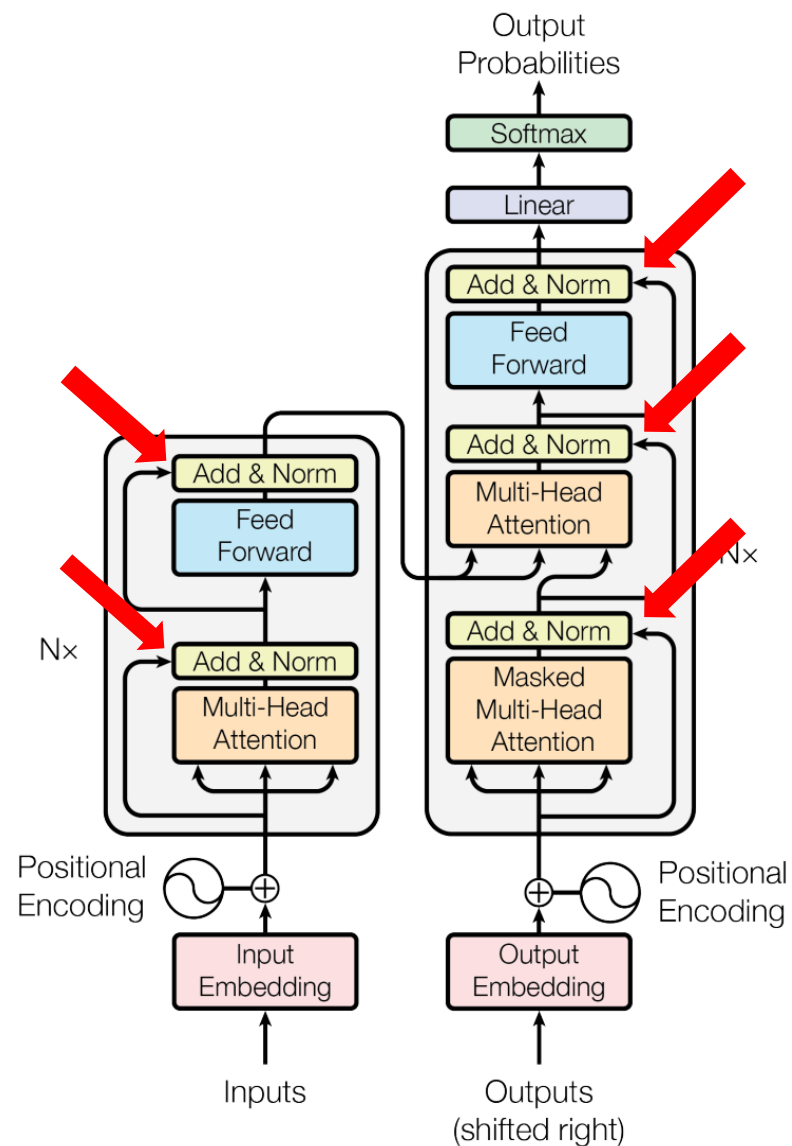 Output
Probabilities
Softmax
Linear
Add & Norm
Feed
Forward
Add & Norm
Multi-Head
Attention
Add & Norm
Feed
Forward
N×
Add & Norm
Masked
Multi-Head
Attention
N×
Add & Norm
Multi-Head
Attention
Positional
Encoding
Positional
Encoding
Input
Embedding
Output
Embedding
Inputs
Outputs
(shifted right)